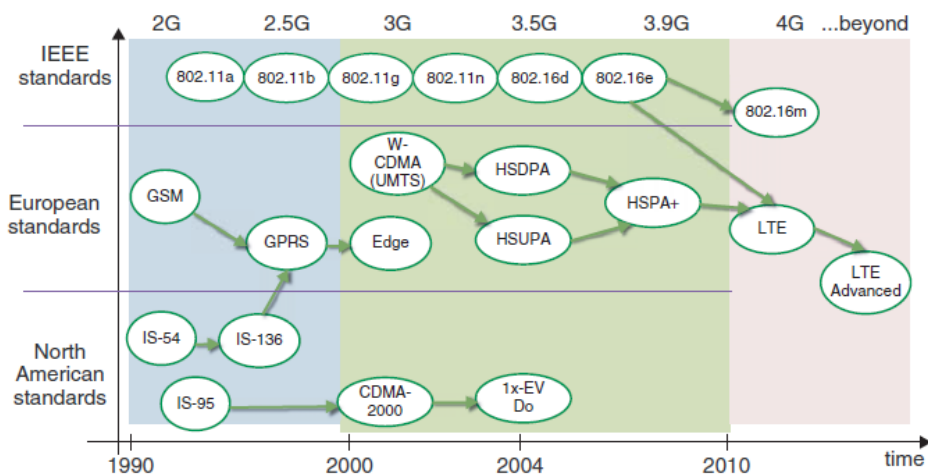 2G 2.5G 3G 3.5G 3.9G 4G ...beyond
IEEE
standards
802.11a 802.11b 802.11g 802.11n 802.16d 802.16e
802.16m
European
standards
GSM
W-
CDMA
(UMTS)
HSDPA
HSPA+
GPRS
Edge
HSUPA
LTE
LTE
Advanced
North
American
standards
IS-54
IS-136
IS-95
CDMA-
2000
1x-EV
Do
1990 2000 2004 2010 time